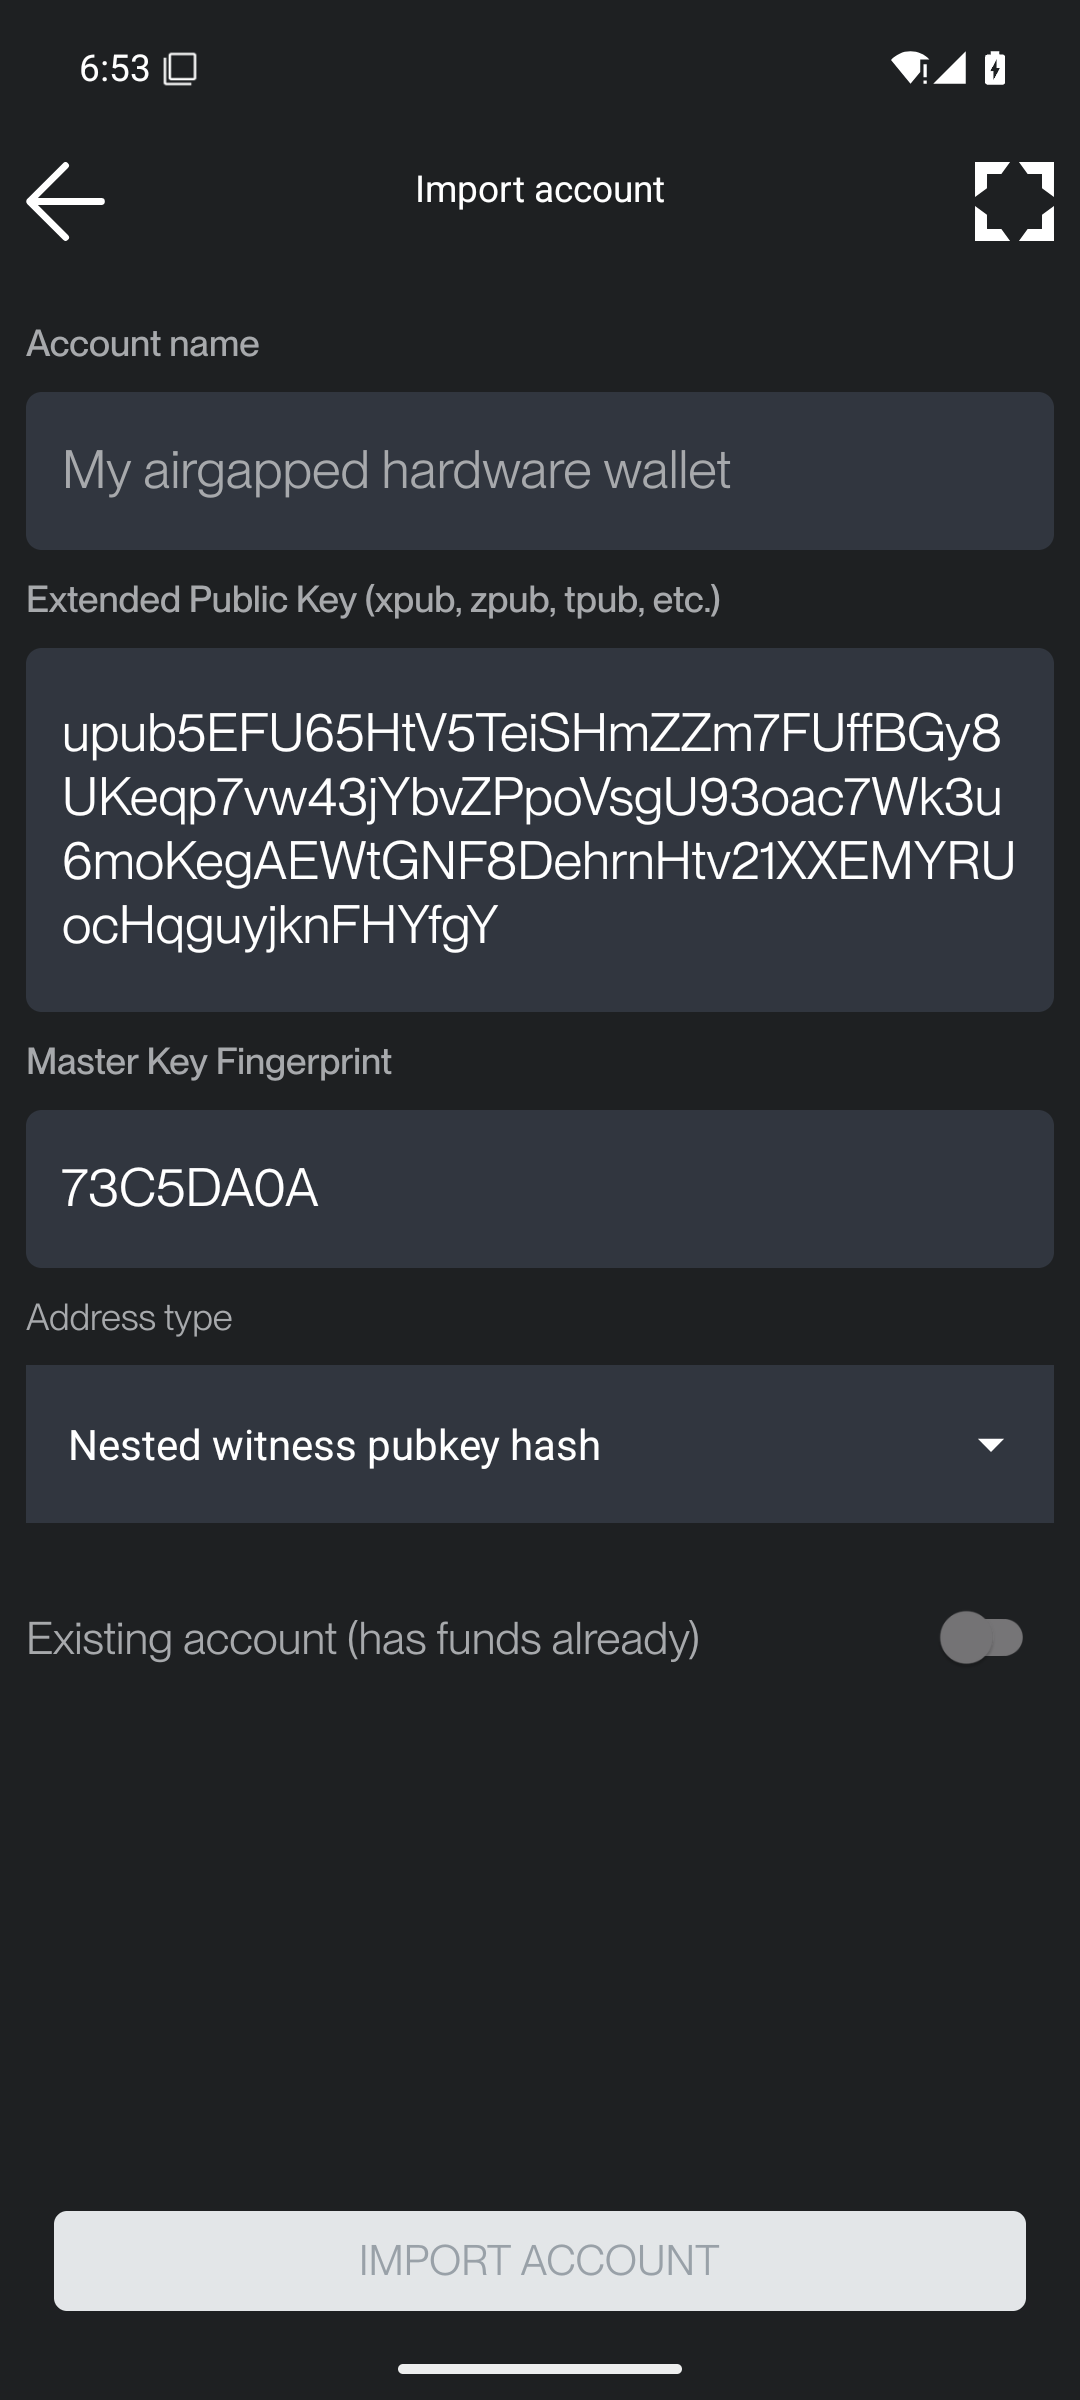 6:53
Import account
Account name
My airgapped hardware wallet
Extended Public Key (xpub, zpub, tpub, etc.)
upub5EFU65HtV5TeiSHmZZm7FUffBGy8
UKeqp7vw43jYbvZPpoVsgU93oac7Wk3u
6moKegAEWtGNF8DehrnHtv21XXEMYRU
ocHqguyjknFHYfgY
Master Key Fingerprint
73C5DA0A
Address type
Nested witness pubkey hash
Existing account (has funds already)
IMPORT ACCOUNT